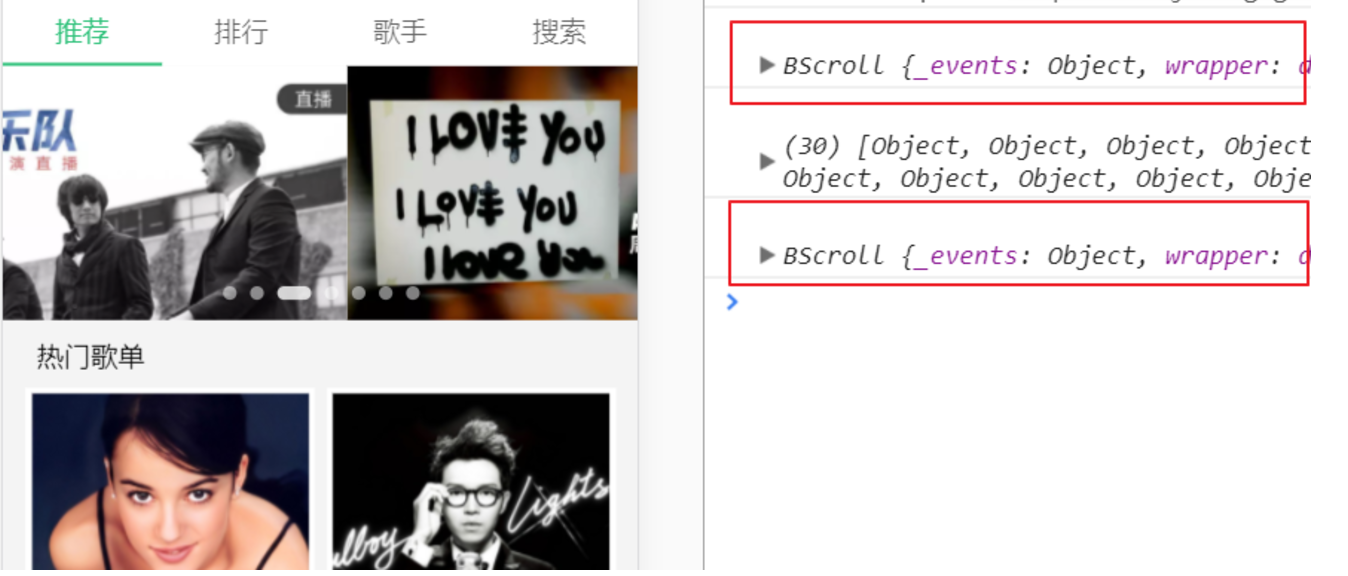 推荐 排行 歌手 搜索
乐队
演直播
直播
I LOVE YOU
I LOVE YOU
I love You
热门歌单
Lights
BScroll {_events: Object, wrapper: d
(30) [Object, Object, Object, Object
Object, Object, Object, Object, Obje
BScroll {_events: Object, wrapper: d